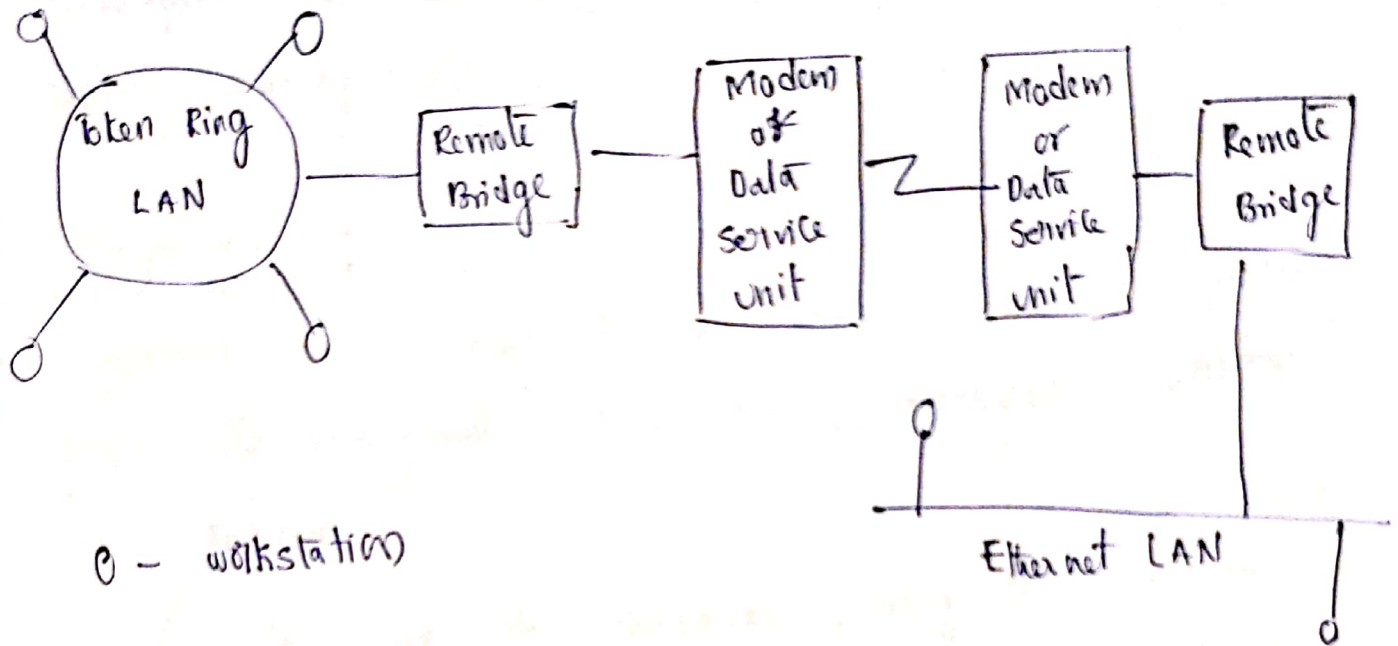 Token Ring
LAN
Remote
Bridge
Modem
or
Data
Service
unit
Modem
or
Data
Service
unit
Remote
Bridge
Ethernet LAN
O - workstation